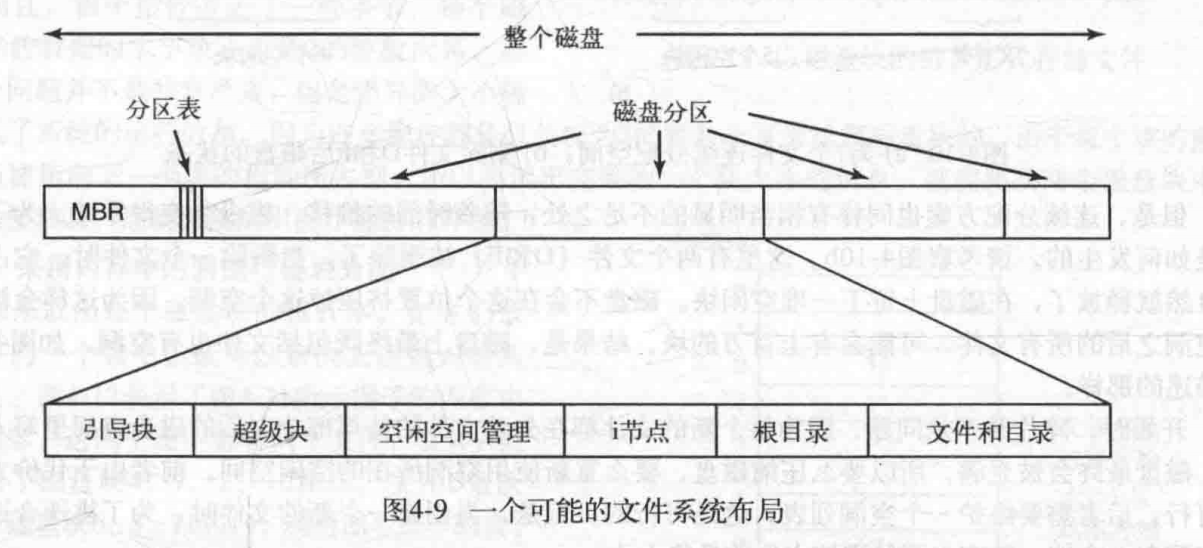 整个磁盘
分区表
磁盘分区
MBR
引导块
超级块
空闲空间管理
i节点
根目录
文件和目录
图4-9 一个可能的文件系统布局